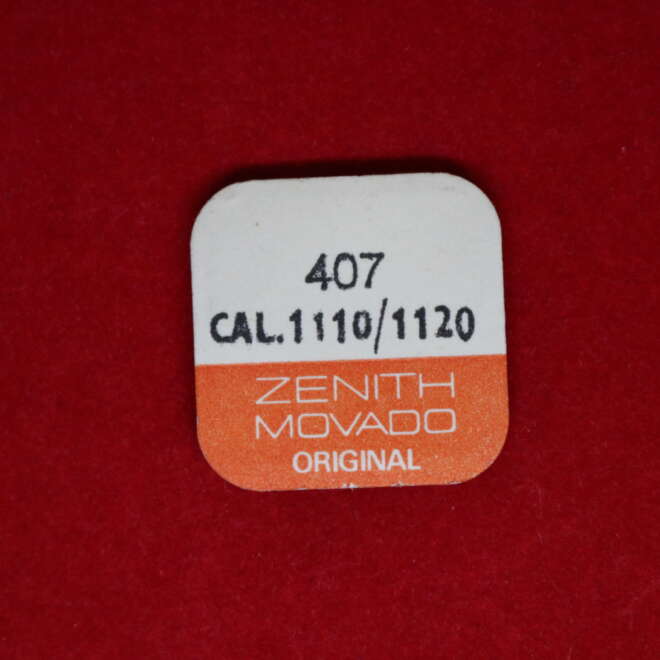 407
CAL.1110/1120
ZENITH
MOVADO
ORIGINAL